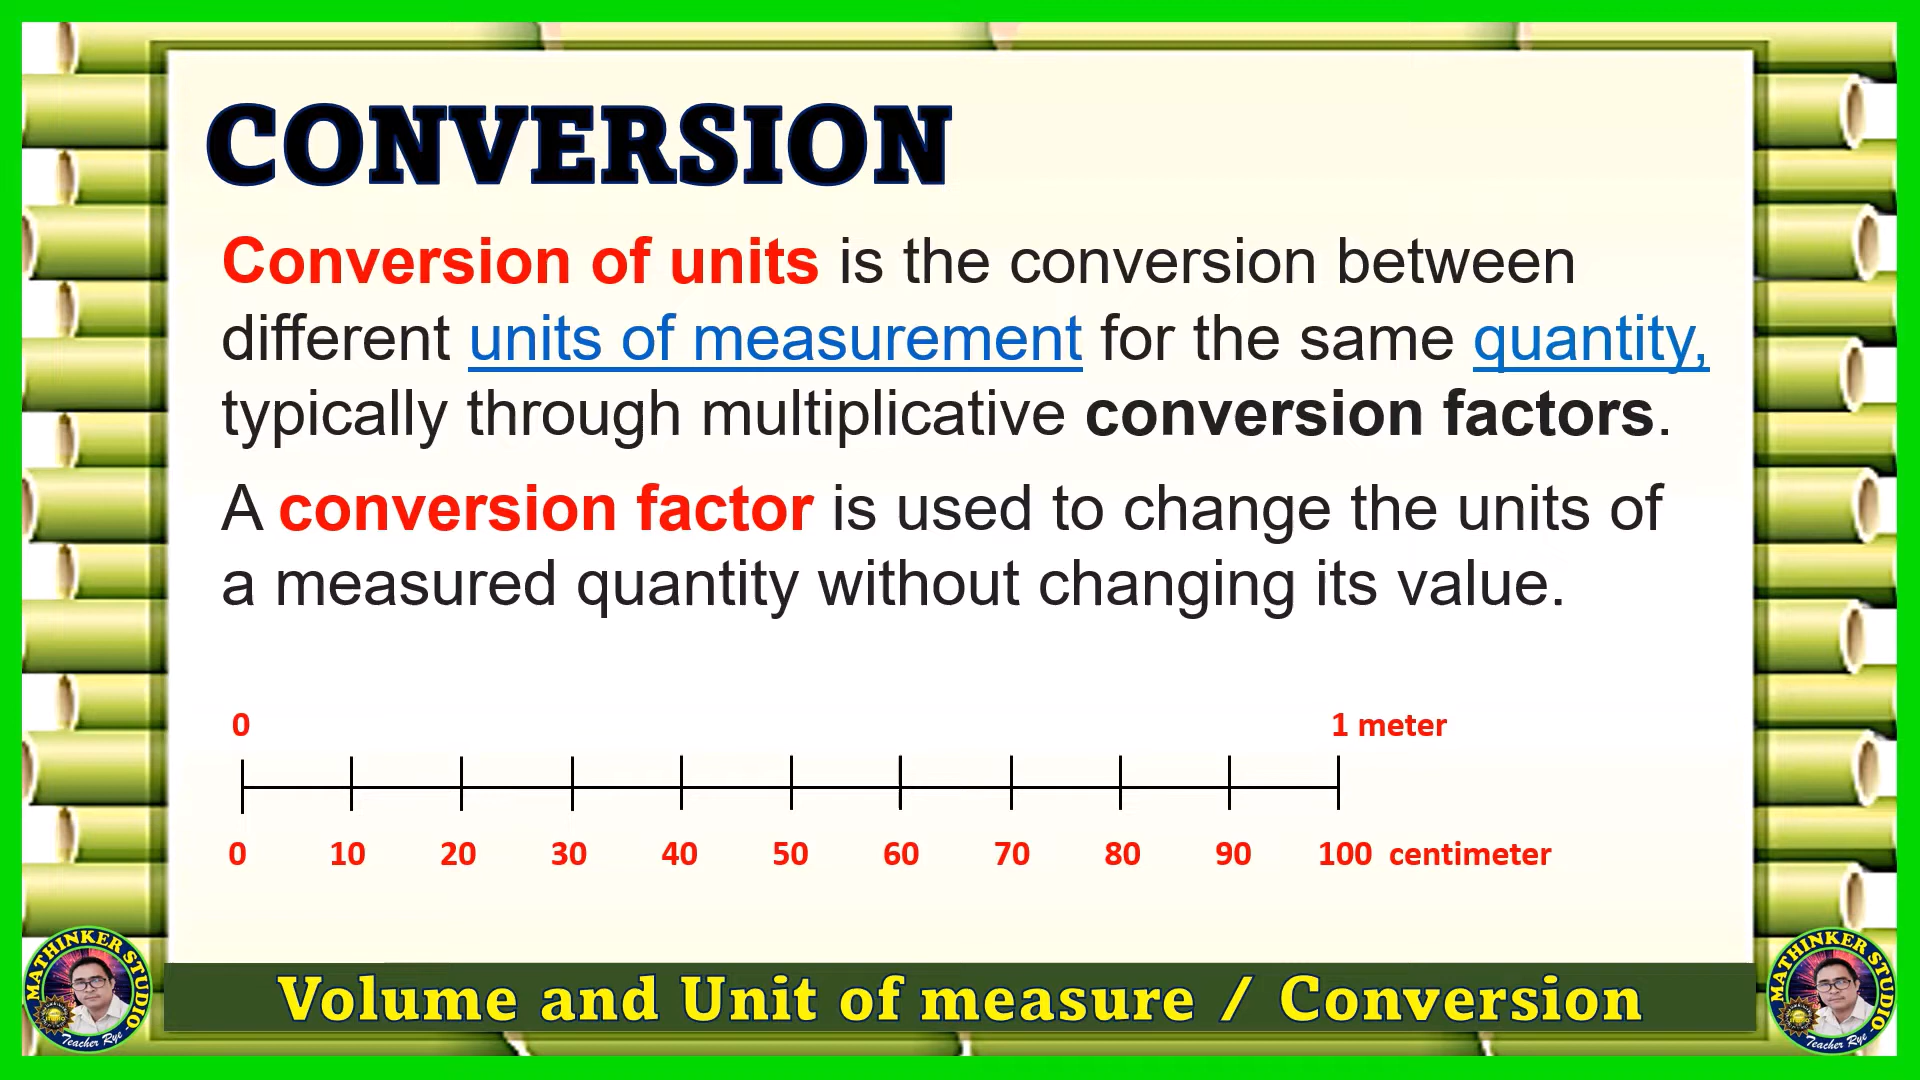 CONVERSION
Conversion of units is the conversion between
different units of measurement for the same quantity,
typically through multiplicative conversion factors.
A conversion factor is used to change the units of
a measured quantity without changing its value.
0 1 meter
0 10 20 30 40 50 60 70 80 90 100 centimeter
MATHINKER STUDIO
Teacher Rye
Volume and Unit of measure / Conversion
MATHINKER STUDIO
Teacher Rye